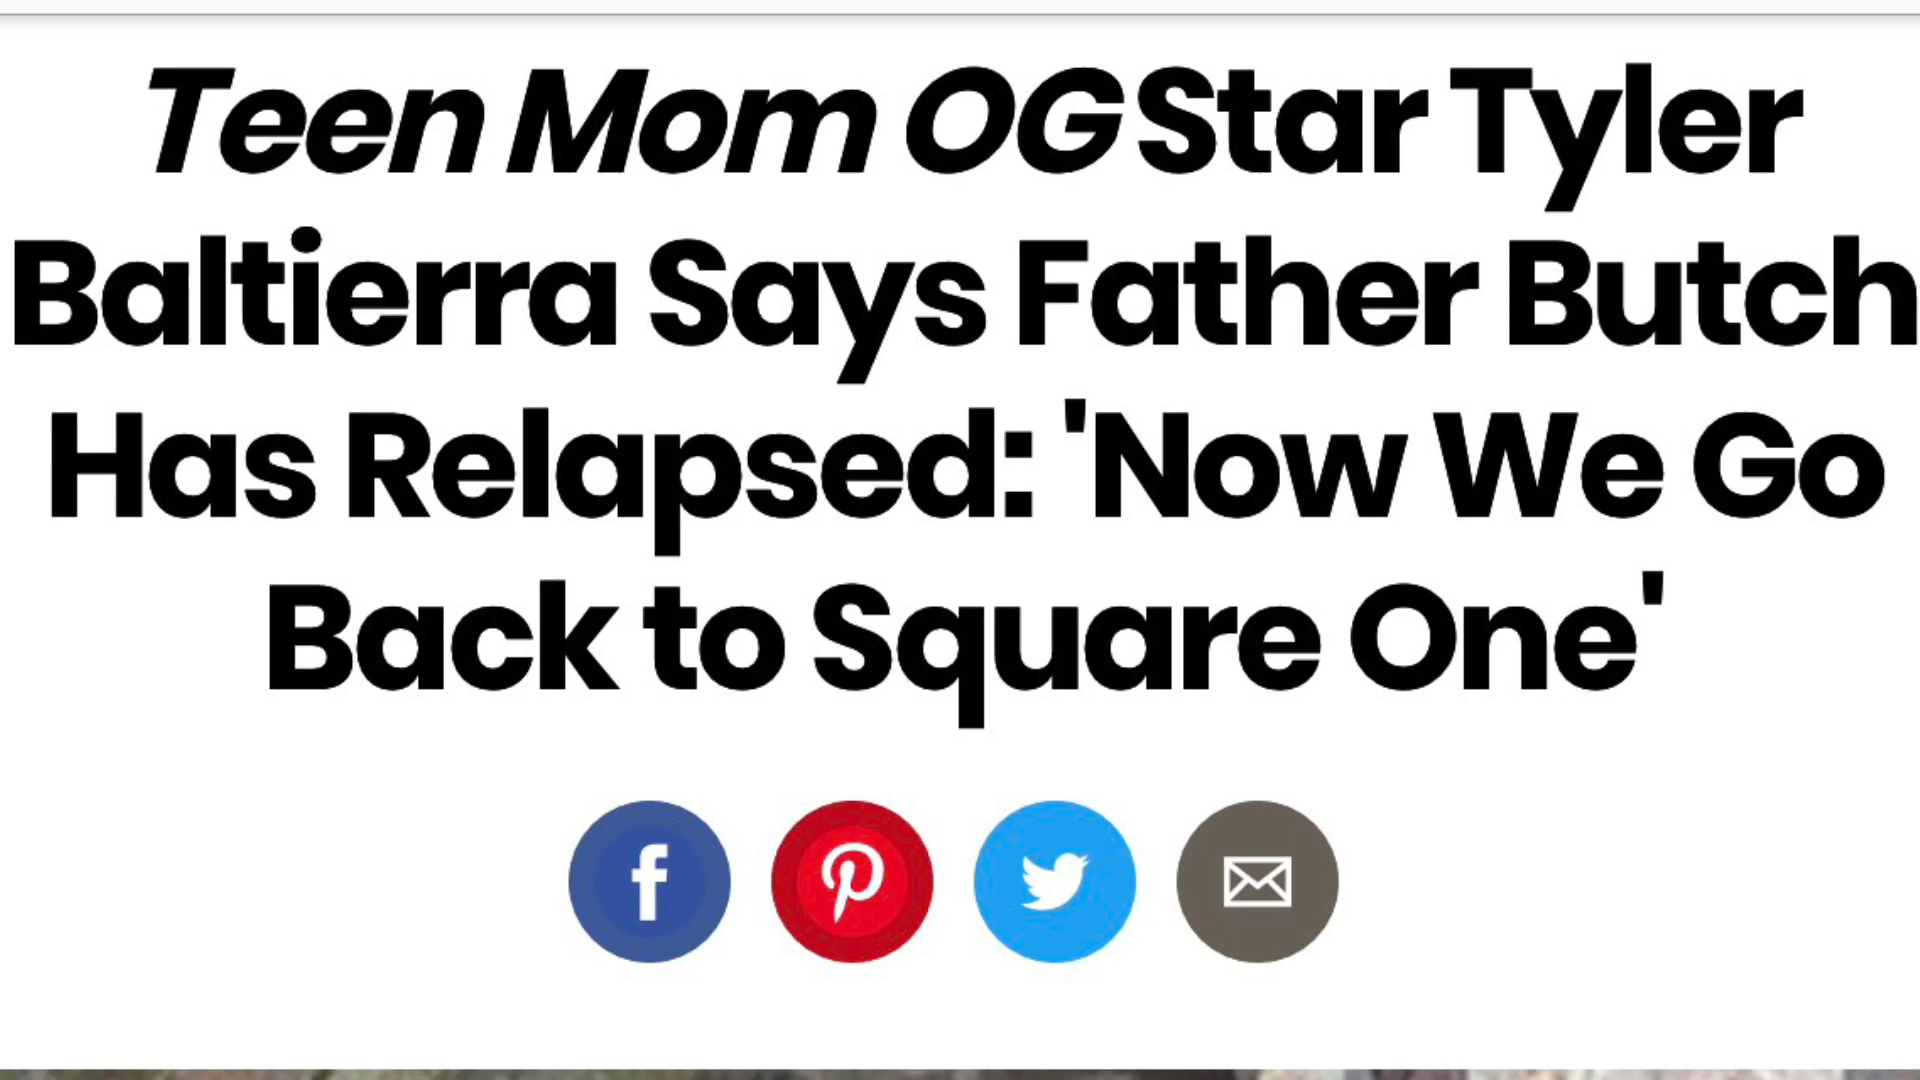 Teen Mom OG Star Tyler
Baltierra Says Father Butch
Has Relapsed: 'Now We Go
Back to Square One'